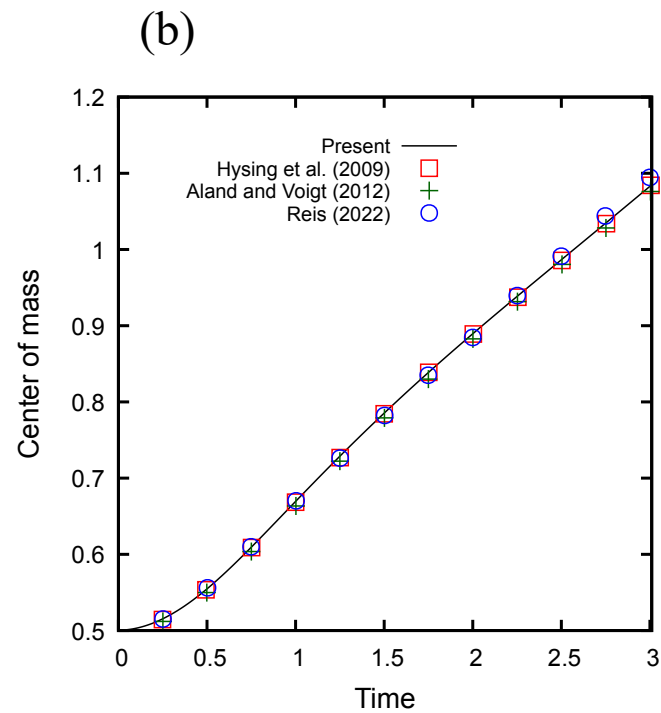 (b)
1.2
1.1
1
0.9
0.8
0.7
0.6
0.5
Center of mass
Present
Hysing et al. (2009)
Aland and Voigt (2012)
Reis (2022)
0 0.5 1 1.5 2 2.5 3
Time